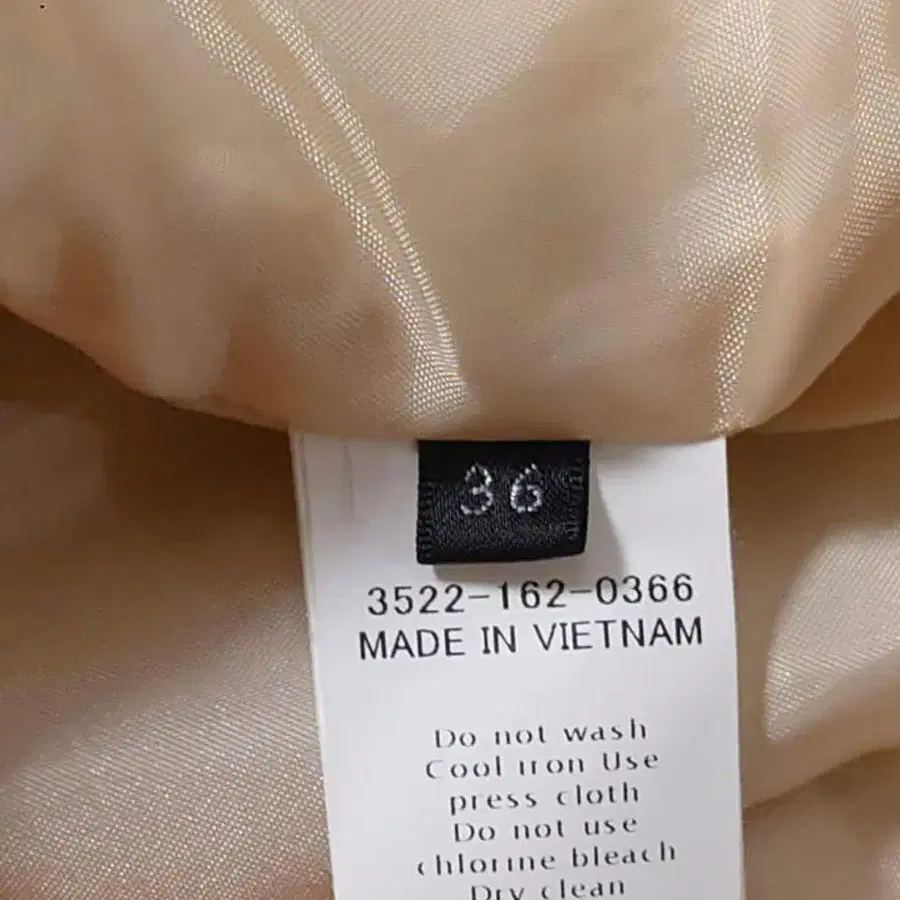 36
3522-162-0366
MADE IN VIETNAM
Do not wash
Cool iron Use
press cloth
Do not use
chlorine bleach
Dry clean